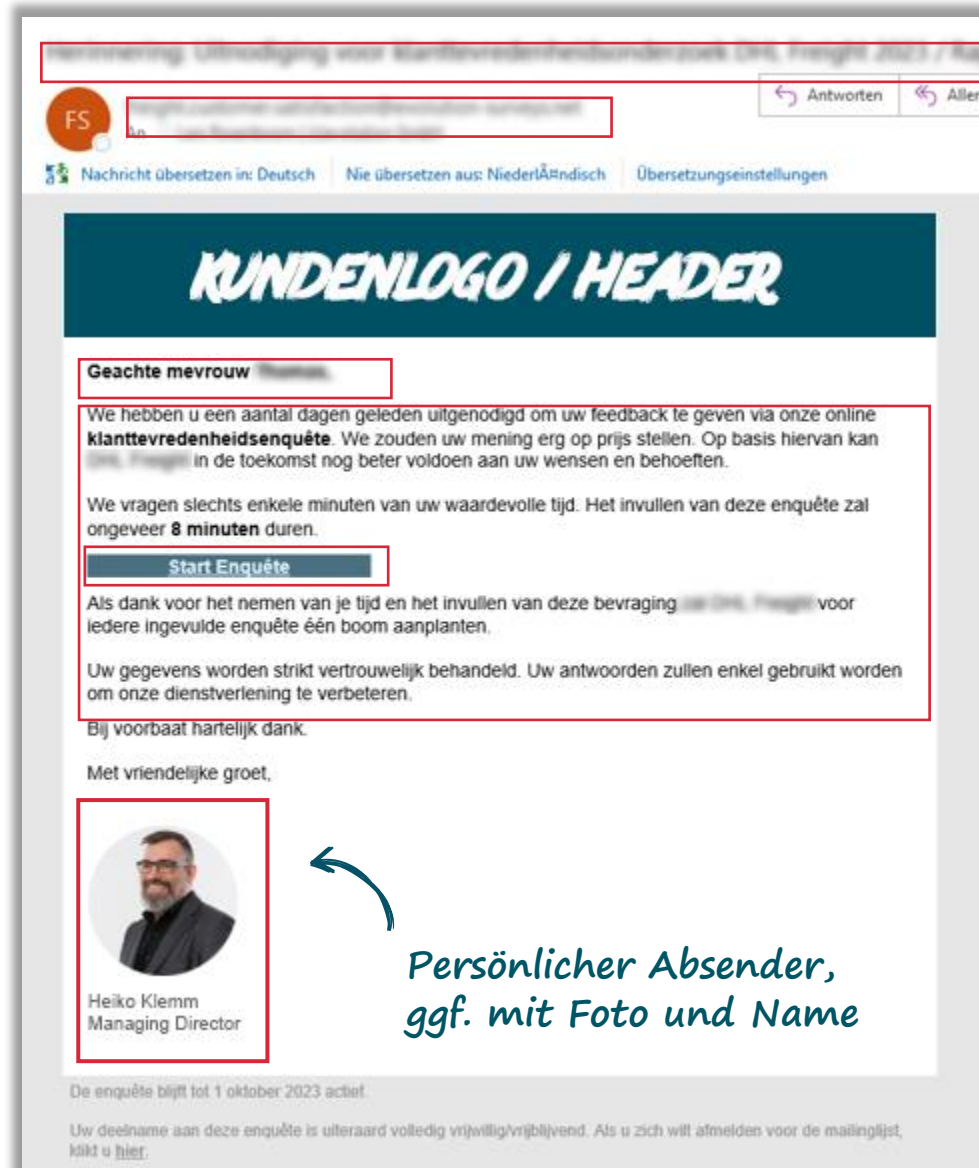 Antworten
Aller
FS
An
Nachricht übersetzen in: Deutsch Nie übersetzen aus: NiederlÃ¤ndisch Übersetzungseinstellungen
KUNDENLOGO / HEADER
Geachte mevrouw
We hebben u een aantal dagen geleden uitgenodigd om uw feedback te geven via onze online
klanttevredenheidsenquête. We zouden uw mening erg op prijs stellen. Op basis hiervan kan
in de toekomst nog beter voldoen aan uw wensen en behoeften.
We vragen slechts enkele minuten van uw waardevolle tijd. Het invullen van deze enquête zal
ongeveer 8 minuten duren.
Start Enquête
Als dank voor het nemen van je tijd en het invullen van deze bevraging voor
iedere ingevulde enquête één boom aanplanten.
Uw gegevens worden strikt vertrouwelijk behandeld. Uw antwoorden zullen enkel gebruikt worden
om onze dienstverlening te verbeteren.
Bij voorbaat hartelijk dank.
Met vriendelijke groet,
Heiko Klemm
Managing Director
Persönlicher Absender,
ggf. mit Foto und Name
De enquête blijft tot 1 oktober 2023 actief.
Uw deelname aan deze enquête is uiteraard volledig vrijwillig/vrijblijvend. Als u zich wilt afmelden voor de mailinglijst,
klikt u hier.